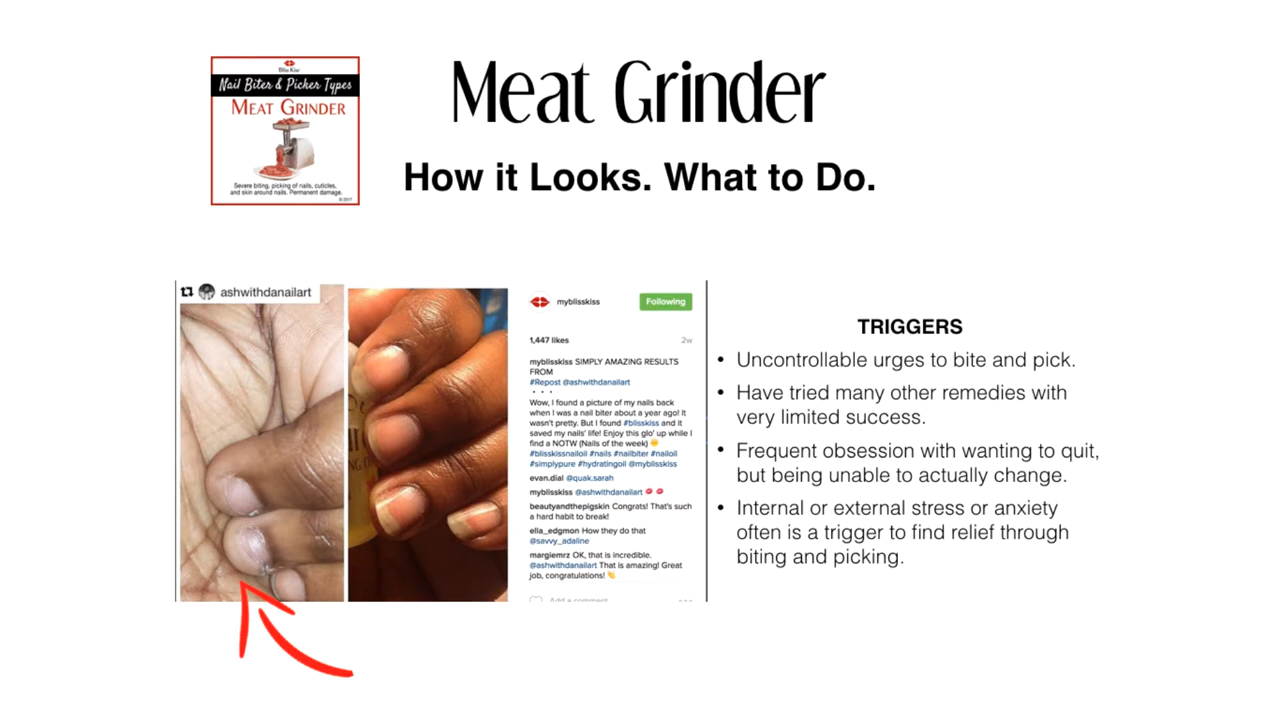 Bliss Kiss
Nail Biter & Picker Types
MEAT GRINDER
Severe biting, picking of nails, cuticles,
and skin around nails. Permanent damage.
© 2017
Meat Grinder
How it Looks. What to Do.
ashwithdanailart
myblisskiss
Following
1,447 likes
2w
myblisskiss SIMPLY AMAZING RESULTS
FROM
#Repost @ashwithdanailart
• • •
Wow, I found a picture of my nails back
when I was a nail biter about a year ago! It
wasn't pretty. But I found #blisskiss and it
saved my nails' life! Enjoy this glo' up while I
find a NOTW (Nails of the week) 😊
#blisskissnailoil #nails #nailbiter #nailoil
#simplypure #hydratingoil @myblisskiss
evan.dial @quak.sarah
myblisskiss @ashwithdanailart 💋 💋
beautyandthepigskin Congrats! That's such
a hard habit to break!
ella_edgmon How they do that
@savvy_adaline
margiemrz OK, that is incredible.
@ashwithdanailart That is amazing! Great
job, congratulations! 👏
Add a comment
TRIGGERS
• Uncontrollable urges to bite and pick.
• Have tried many other remedies with
very limited success.
• Frequent obsession with wanting to quit,
but being unable to actually change.
• Internal or external stress or anxiety
often is a trigger to find relief through
biting and picking.